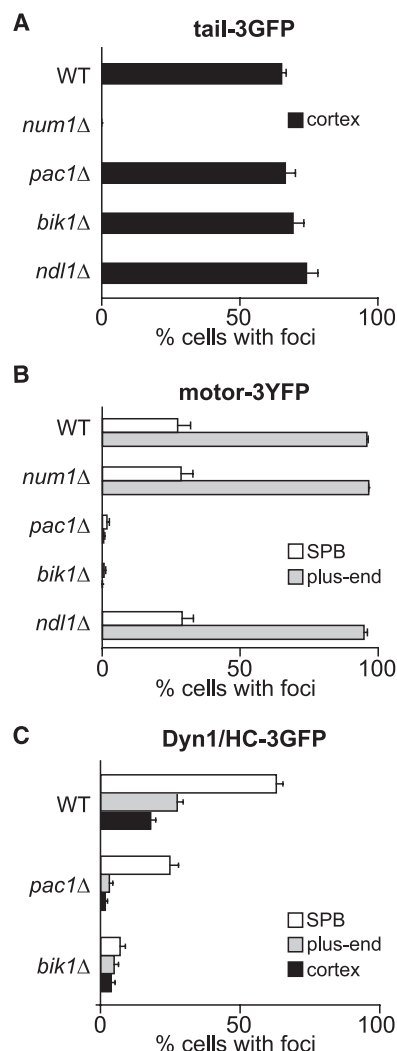 A
tail-3GFP
WT
num1Δ
cortex
pac1Δ
bik1Δ
ndl1Δ
0 50 100
% cells with foci
B
motor-3YFP
WT
num1Δ
pac1Δ
SPB
bik1Δ
plus-end
ndl1Δ
0 50 100
% cells with foci
C
Dyn1/HC-3GFP
WT
pac1Δ
SPB
plus-end
bik1Δ
cortex
0 50 100
% cells with foci